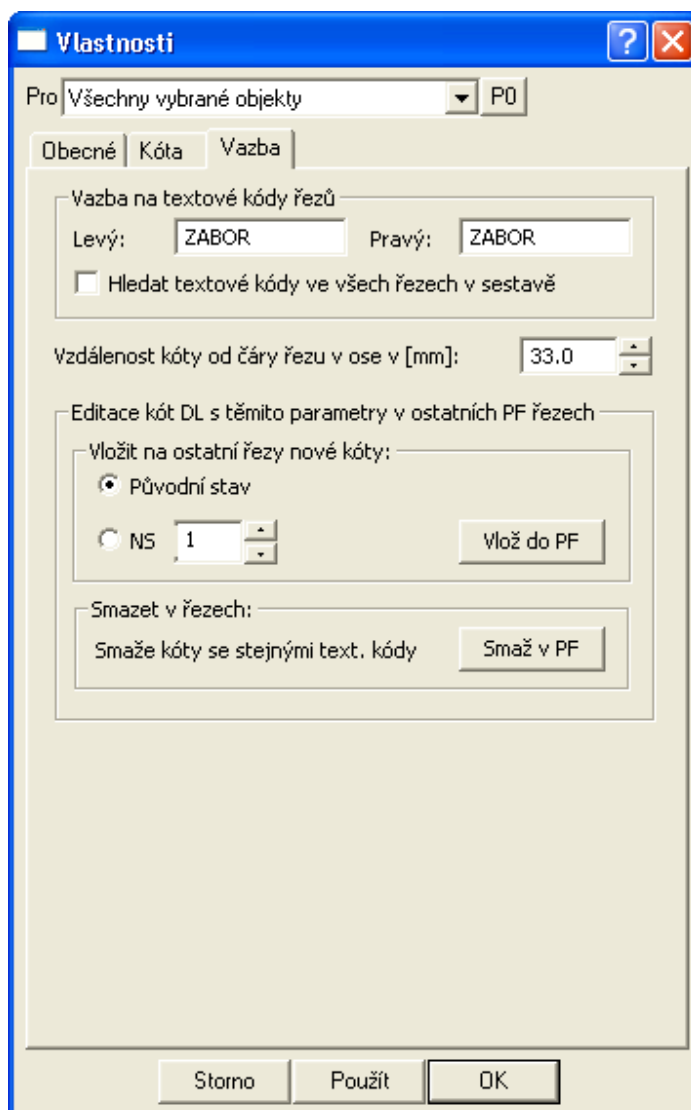 Vlastnosti
Pro Všechny vybrané objekty P0
Obecné Kóta Vazba
Vazba na textové kódy řezů
Levý: ZABOR Pravý: ZABOR
Hledat textové kódy ve všech řezech v sestavě
Vzdálenost kóty od čáry řezu v ose v [mm]: 33.0
Editace kót DL s těmito parametry v ostatních PF řezech
Vložit na ostatní řezy nové kóty:
Původní stav
NS 1 Vlož do PF
Smazet v řezech:
Smaže kóty se stejnými text. kódy Smaž v PF
Storno Použít OK